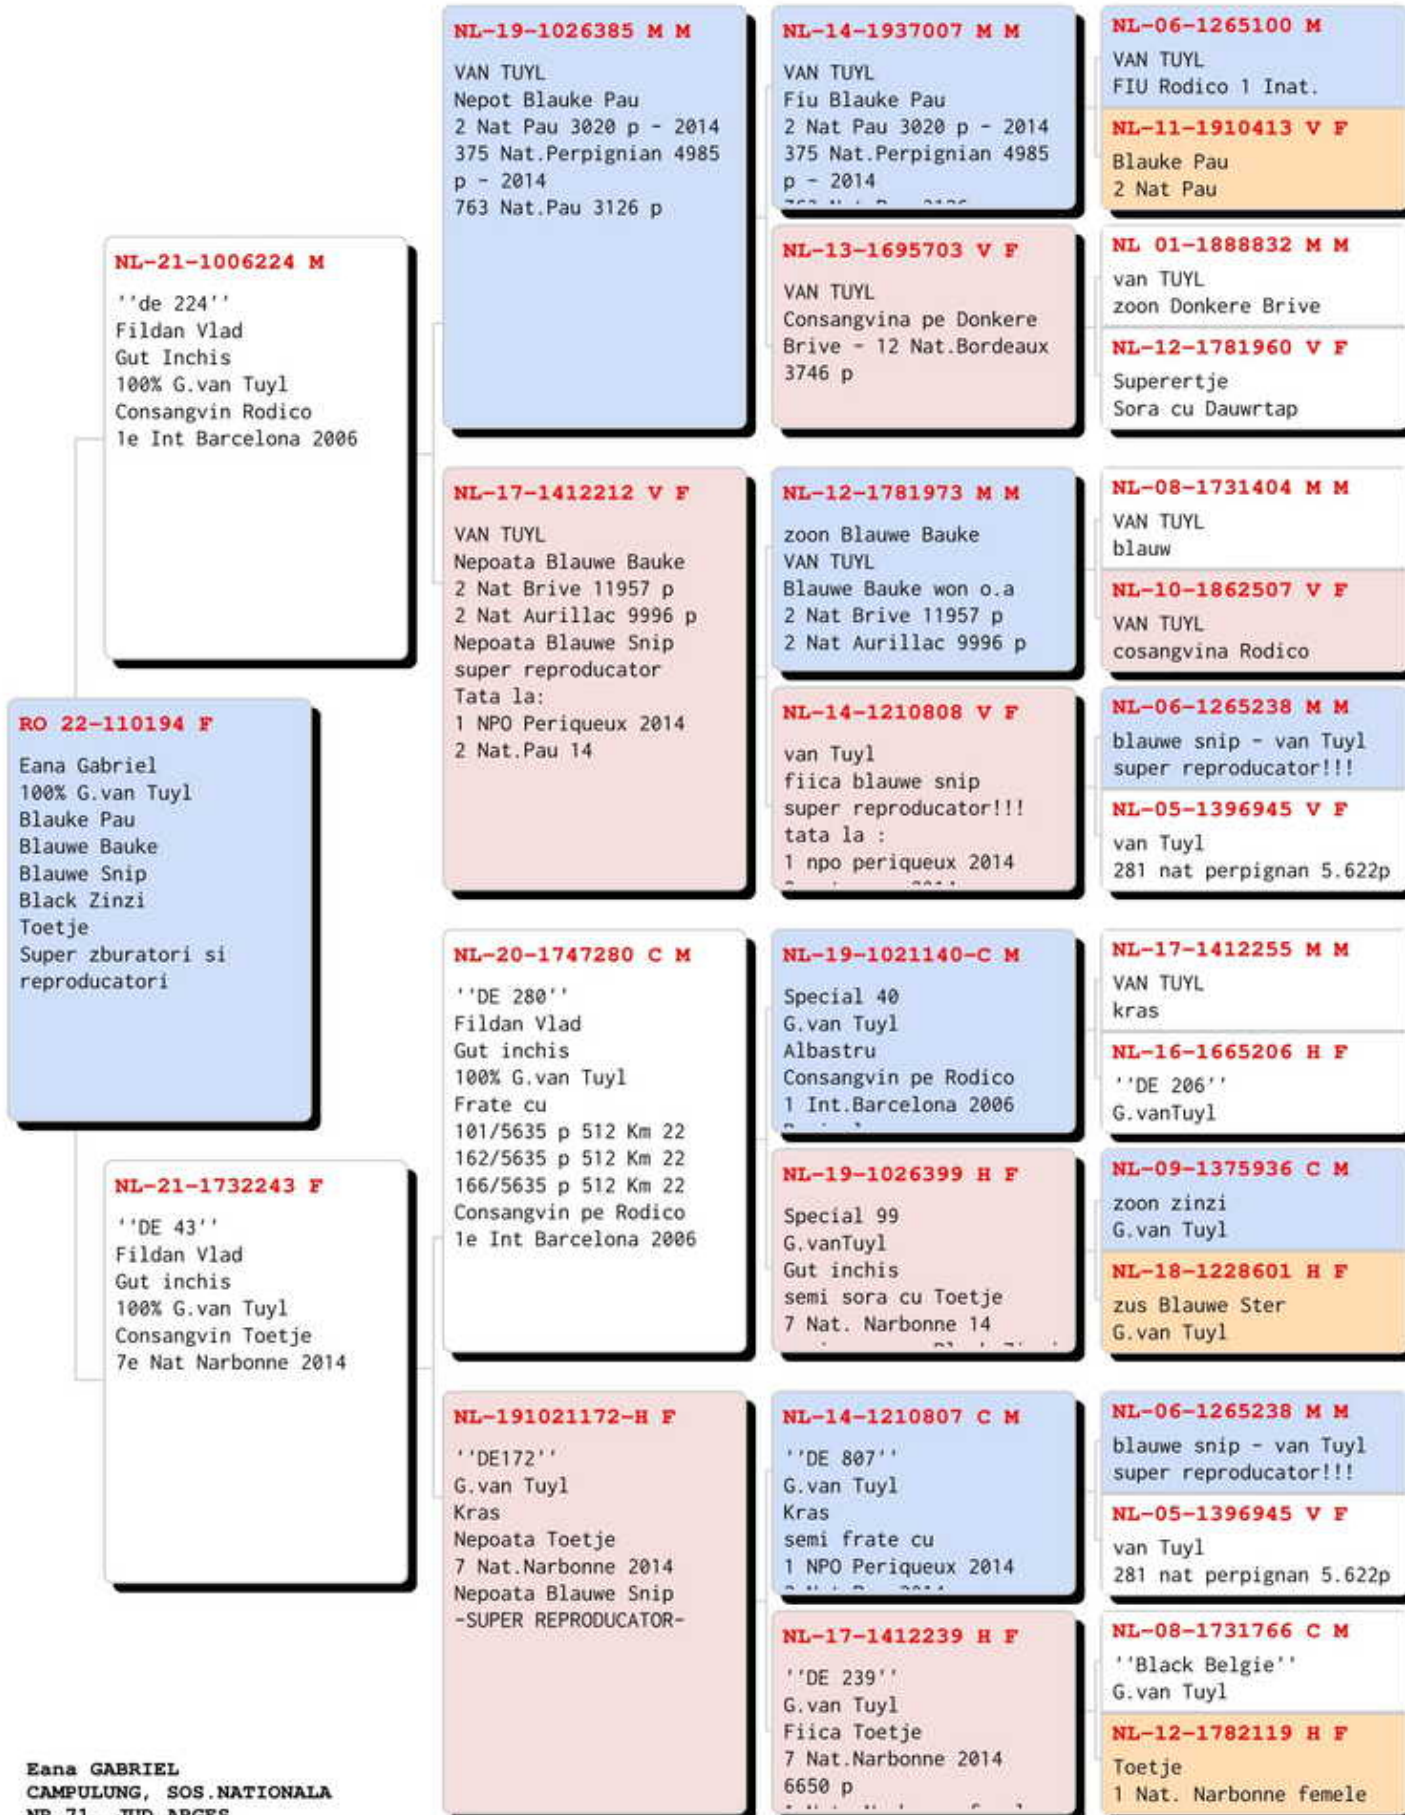 NL-19-1026385 M M
VAN TUYL
Nepot Blauke Pau
2 Nat Pau 3020 p - 2014
375 Nat.Perpignian 4985
p - 2014
763 Nat.Pau 3126 p
NL-14-1937007 M M
VAN TUYL
Fiu Blauke Pau
2 Nat Pau 3020 p - 2014
375 Nat.Perpignian 4985
p - 2014
NL-06-1265100 M
VAN TUYL
FIU Rodico 1 Inat.
NL-11-1910413 V F
Blauke Pau
2 Nat Pau
NL-21-1006224 M
''de 224''
Fildan Vlad
Gut Inchis
100% G.van Tuyl
Consangvin Rodico
1e Int Barcelona 2006
NL-13-1695703 V F
VAN TUYL
Consangvina pe Donkere
Brive - 12 Nat.Bordeaux
3746 p
NL 01-1888832 M M
van TUYL
zoon Donkere Brive
NL-12-1781960 V F
Superertje
Sora cu Dauwrtap
NL-17-1412212 V F
VAN TUYL
Nepoata Blauwe Bauke
2 Nat Brive 11957 p
2 Nat Aurillac 9996 p
Nepoata Blauwe Snip
super reproducator
Tata la:
1 NPO Periqueux 2014
2 Nat.Pau 14
NL-12-1781973 M M
zoon Blauwe Bauke
VAN TUYL
Blauwe Bauke won o.a
2 Nat Brive 11957 p
2 Nat Aurillac 9996 p
NL-08-1731404 M M
VAN TUYL
blauw
NL-10-1862507 V F
VAN TUYL
cosangvina Rodico
RO 22-110194 F
Eana Gabriel
100% G.van Tuyl
Blauke Pau
Blauwe Bauke
Blauwe Snip
Black Zinzi
Toetje
Super zburatori si
reproducatori
NL-14-1210808 V F
van Tuyl
fiica blauwe snip
super reproducator!!!
tata la :
1 npo periqueux 2014
NL-06-1265238 M M
blauwe snip - van Tuyl
super reproducator!!!
NL-05-1396945 V F
van Tuyl
281 nat perpignan 5.622p
NL-20-1747280 C M
''DE 280''
Fildan Vlad
Gut inchis
100% G.van Tuyl
Frate cu
101/5635 p 512 Km 22
162/5635 p 512 Km 22
166/5635 p 512 Km 22
Consangvin pe Rodico
1e Int Barcelona 2006
NL-19-1021140-C M
Special 40
G.van Tuyl
Albastru
Consangvin pe Rodico
1 Int.Barcelona 2006
NL-17-1412255 M M
VAN TUYL
kras
NL-16-1665206 H F
''DE 206''
G.vanTuyl
NL-21-1732243 F
''DE 43''
Fildan Vlad
Gut inchis
100% G.van Tuyl
Consangvin Toetje
7e Nat Narbonne 2014
NL-19-1026399 H F
Special 99
G.vanTuyl
Gut inchis
semi sora cu Toetje
7 Nat. Narbonne 14
NL-09-1375936 C M
zoon zinzi
G.van Tuyl
NL-18-1228601 H F
zus Blauwe Ster
G.van Tuyl
NL-191021172-H F
''DE172''
G.van Tuyl
Kras
Nepoata Toetje
7 Nat.Narbonne 2014
Nepoata Blauwe Snip
-SUPER REPRODUCATOR-
NL-14-1210807 C M
''DE 807''
G.van Tuyl
Kras
semi frate cu
1 NPO Periqueux 2014
NL-06-1265238 M M
blauwe snip - van Tuyl
super reproducator!!!
NL-05-1396945 V F
van Tuyl
281 nat perpignan 5.622p
NL-17-1412239 H F
''DE 239''
G.van Tuyl
Fiica Toetje
7 Nat.Narbonne 2014
6650 p
NL-08-1731766 C M
''Black Belgie''
G.van Tuyl
NL-12-1782119 H F
Toetje
1 Nat. Narbonne femele
Eana GABRIEL
CAMPULUNG, SOS.NATIONALA